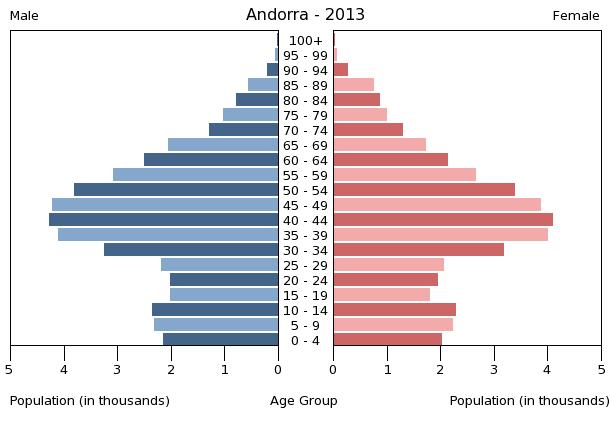 Male
Andorra - 2013
Female
100+
95 - 99
90 - 94
85 - 89
80 - 84
75 - 79
70 - 74
65 - 69
60 - 64
55 - 59
50 - 54
45 - 49
40 - 44
35 - 39
30 - 34
25 - 29
20 - 24
15 - 19
10 - 14
5 - 9
0 - 4
5 4 3 2 1 0 0 1 2 3 4 5
Population (in thousands) Age Group Population (in thousands)